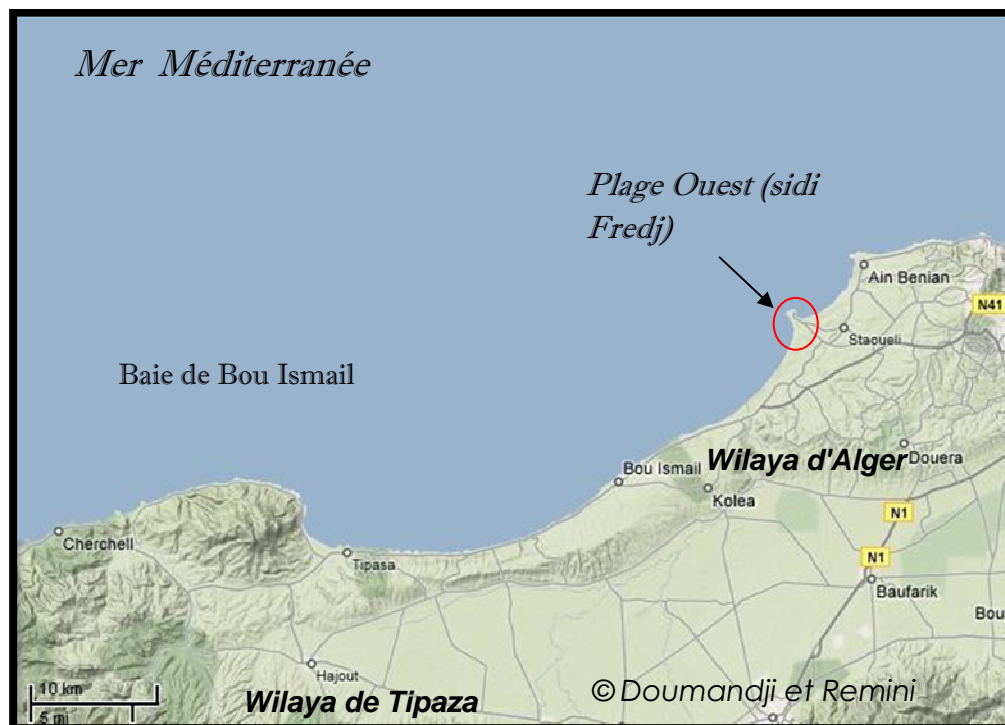 Mer Méditerranée
Plage Ouest (sidi
Fredj)
Ain Benian
N41
Staoueli
Baie de Bou Ismail
Bou Ismail
Wilaya d'Alger
Douera
Kolea
N1
Cherchell
Tipasa
N1
Baufarik
Bou
Hajout
10 km
5 mi
Wilaya de Tipaza
© Doumandji et Remini